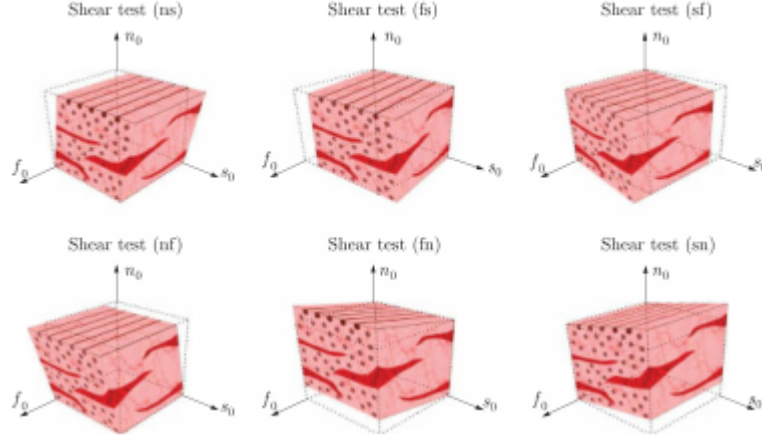 Shear test (ns)
Shear test (fs)
Shear test (sf)
n₀
n₀
n₀
f₀
s₀
f₀
s₀
f₀
s₀
Shear test (nf)
Shear test (fn)
Shear test (sn)
n₀
n₀
n₀
f₀
s₀
f₀
s₀
f₀
s₀